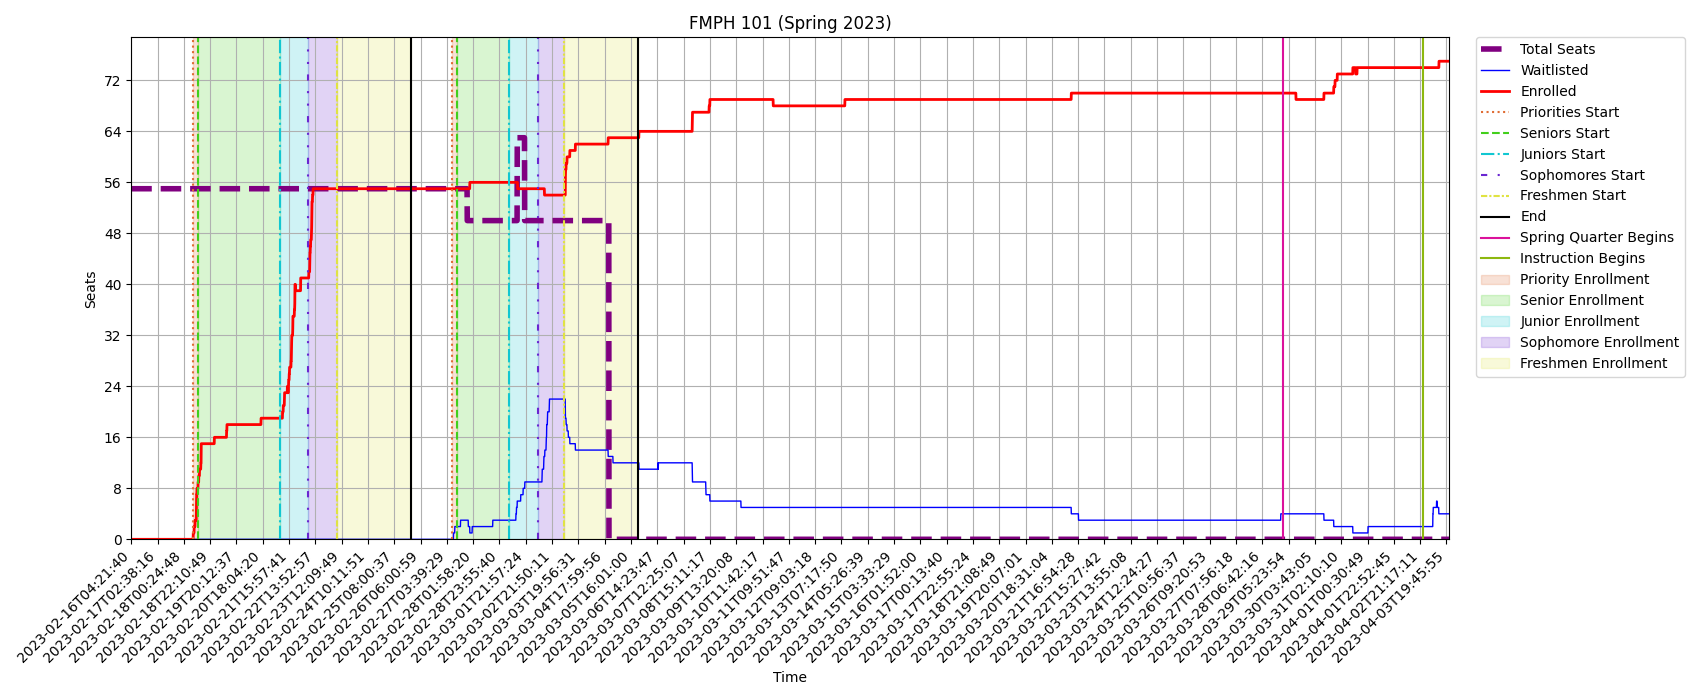 FMPH 101 (Spring 2023)
Seats
72
64
56
48
40
32
24
16
8
0
2023-02-16T04:21:40
2023-02-17T02:38:16
2023-02-18T00:24:48
2023-02-18T22:10:49
2023-02-19T20:12:37
2023-02-20T18:04:20
2023-02-21T15:57:41
2023-02-22T13:52:57
2023-02-23T12:09:49
2023-02-24T10:11:51
2023-02-25T08:00:37
2023-02-26T06:00:59
2023-02-27T03:39:29
2023-02-28T01:58:20
2023-02-28T23:55:40
2023-03-01T21:57:24
2023-03-02T21:50:11
2023-03-03T19:56:31
2023-03-04T17:59:56
2023-03-05T16:01:00
2023-03-06T14:23:47
2023-03-07T12:25:07
2023-03-08T15:11:17
2023-03-09T13:20:08
2023-03-10T11:42:17
2023-03-11T09:51:47
2023-03-12T09:03:18
2023-03-13T07:17:50
2023-03-14T05:26:39
2023-03-15T03:33:29
2023-03-16T01:52:00
2023-03-17T00:13:40
2023-03-17T22:55:24
2023-03-18T21:08:49
2023-03-19T20:07:01
2023-03-20T18:31:04
2023-03-21T16:54:28
2023-03-22T15:27:42
2023-03-23T13:55:08
2023-03-24T12:24:27
2023-03-25T10:56:37
2023-03-26T09:20:53
2023-03-27T07:56:18
2023-03-28T06:42:16
2023-03-29T05:23:54
2023-03-30T03:43:05
2023-03-31T02:10:10
2023-04-01T00:30:49
2023-04-01T22:52:45
2023-04-02T21:17:11
2023-04-03T19:45:55
Time
Total Seats
Waitlisted
Enrolled
Priorities Start
Seniors Start
Juniors Start
Sophomores Start
Freshmen Start
End
Spring Quarter Begins
Instruction Begins
Priority Enrollment
Senior Enrollment
Junior Enrollment
Sophomore Enrollment
Freshmen Enrollment